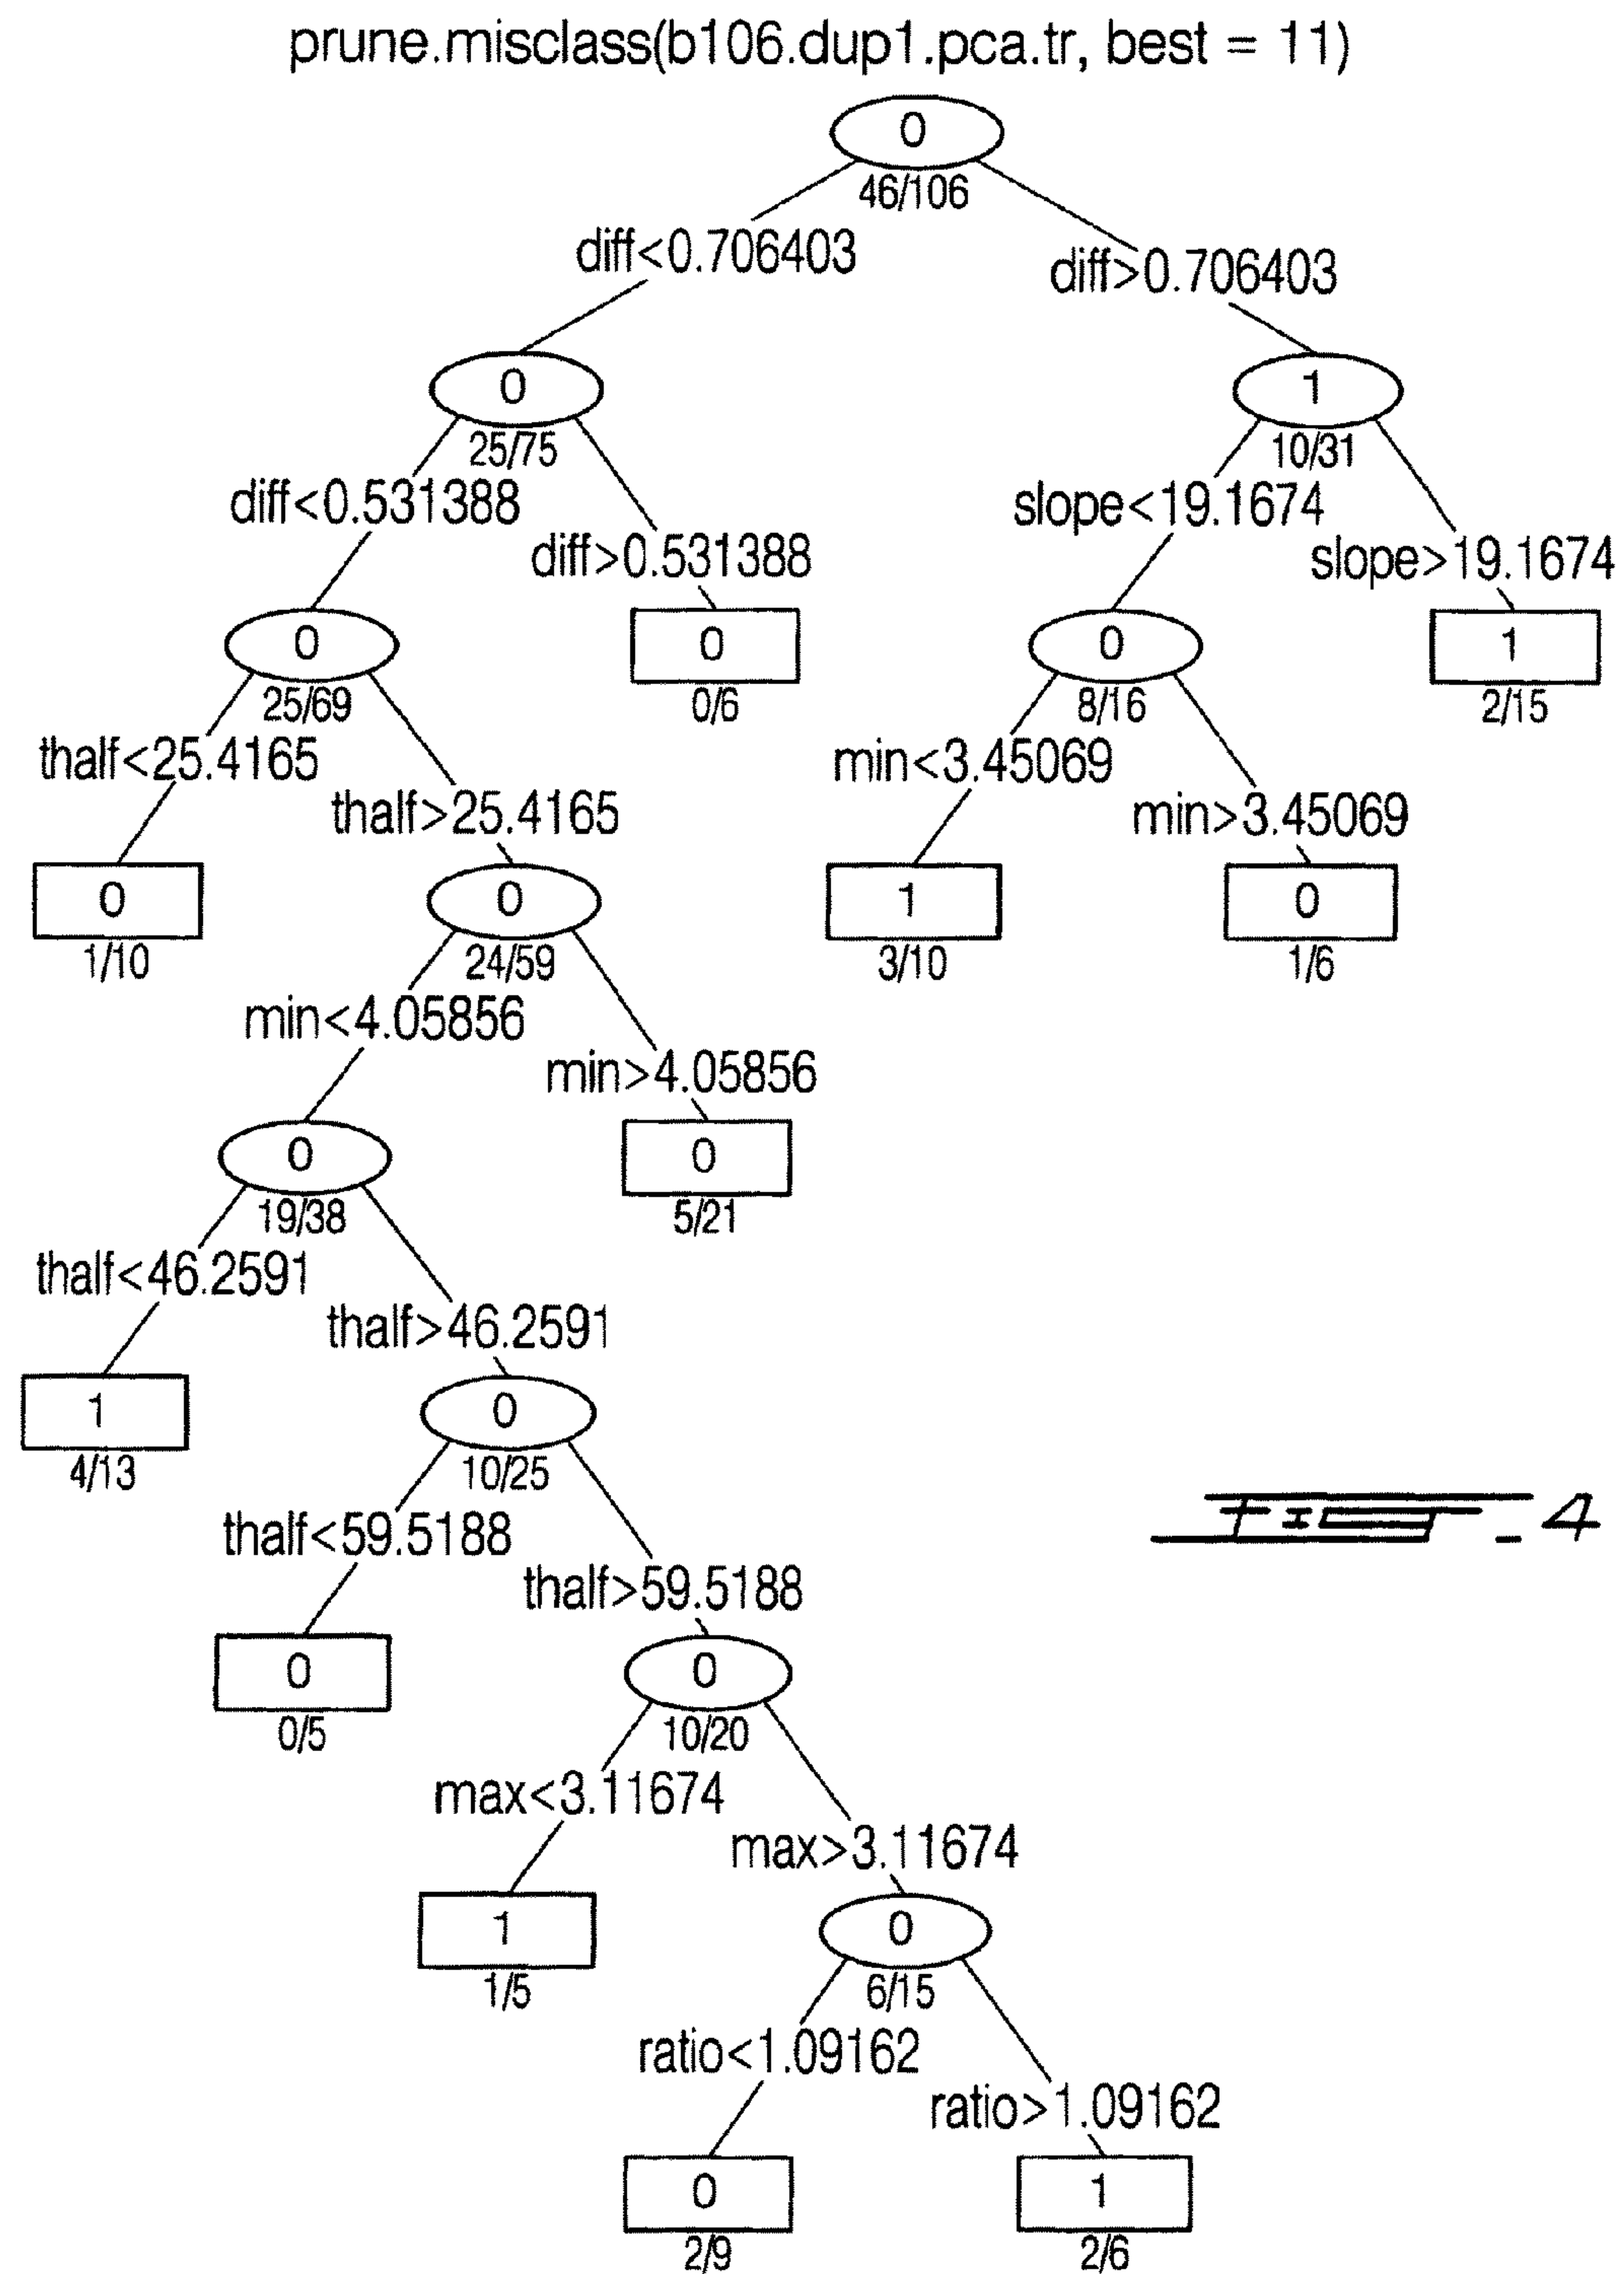 prune.misclass(b106.dup1.pca.tr, best = 11)
0
46/106
diff<0.706403
diff>0.706403
0
1
25/75
10/31
diff<0.531388
slope<19.1674
diff>0.531388
slope>19.1674
0
0
0
1
25/69
0/6
8/16
2/15
thalf<25.4165
min<3.45069
thalf>25.4165
min>3.45069
0
0
1
0
1/10
24/59
3/10
1/6
min<4.05856
min>4.05856
0
0
19/38
5/21
thalf<46.2591
thalf>46.2591
1
0
4/13
10/25
FIG - 4
thalf<59.5188
thalf>59.5188
0
0
0/5
10/20
max<3.11674
max>3.11674
1
0
1/5
6/15
ratio<1.09162
ratio>1.09162
0
1
2/9
2/6